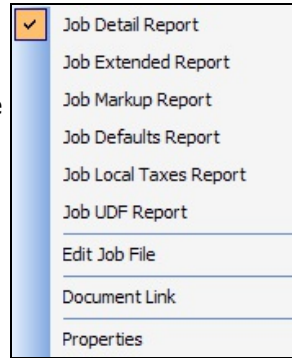 Job Detail Report
Job Extended Report
Job Markup Report
Job Defaults Report
Job Local Taxes Report
Job UDF Report
Edit Job File
Document Link
Properties